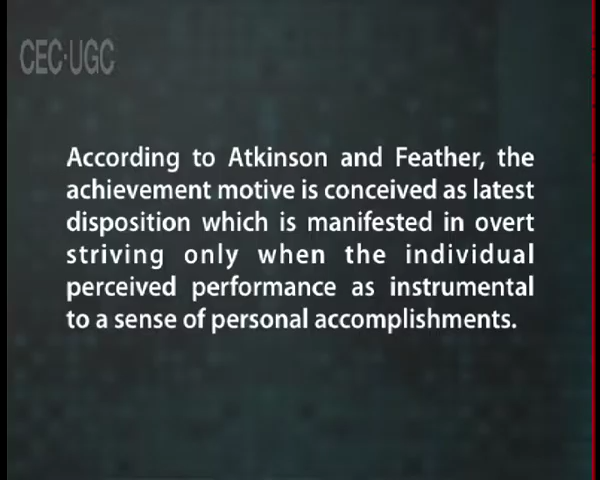 CEC·UGC
According to Atkinson and Feather, the
achievement motive is conceived as latest
disposition which is manifested in overt
striving only when the individual
perceived performance as instrumental
to a sense of personal accomplishments.